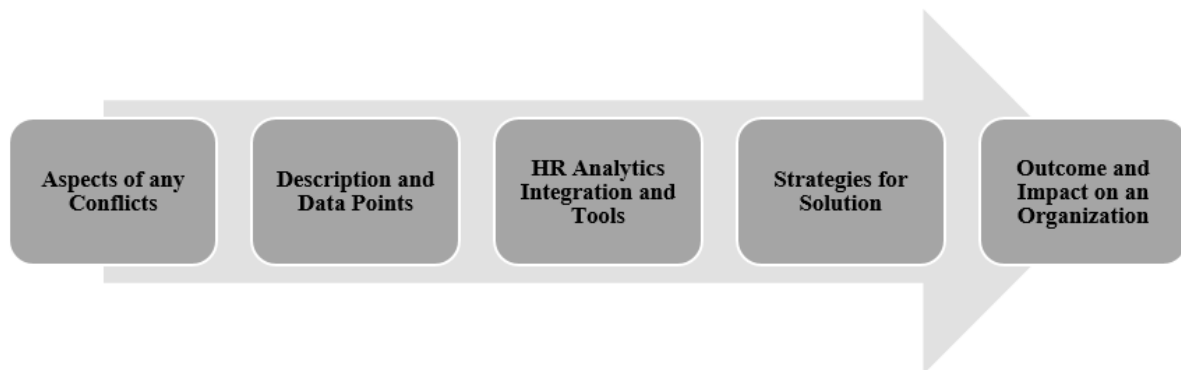 Aspects of any
Conflicts
Description and
Data Points
HR Analytics
Integration and
Tools
Strategies for
Solution
Outcome and
Impact on an
Organization